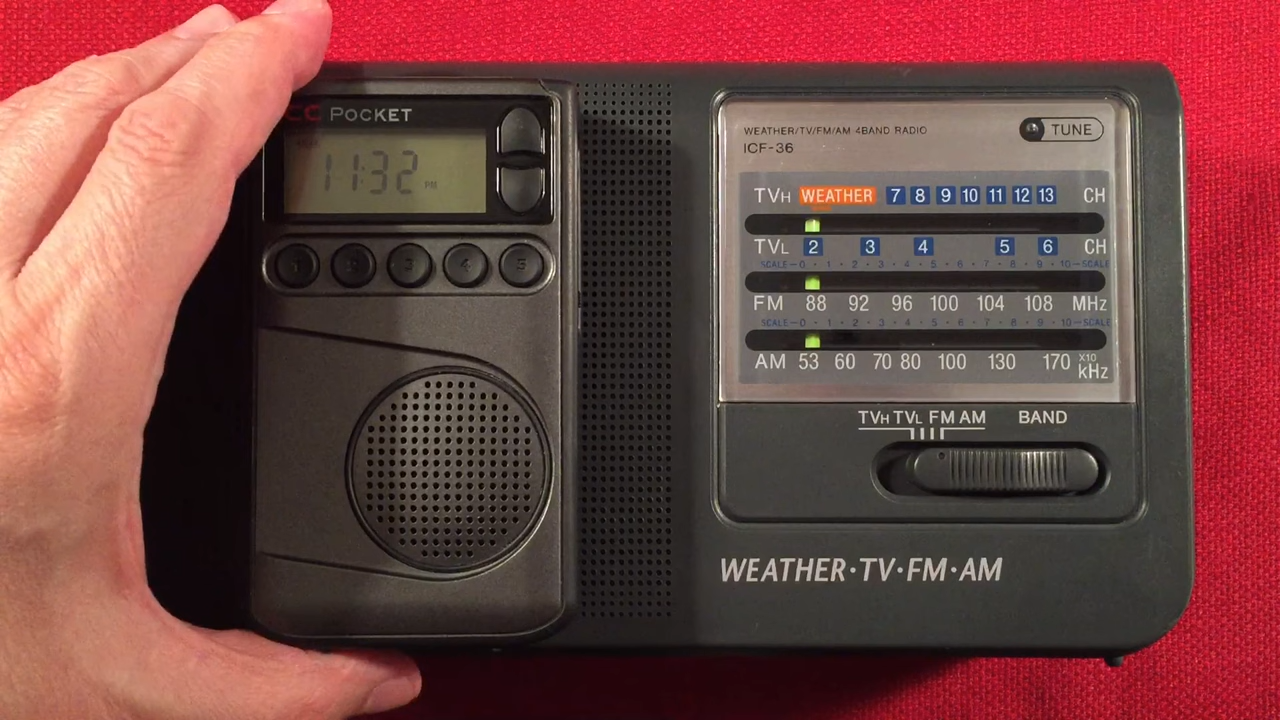 CC POCKET
11:32 PM
1 2 3 4 5
WEATHER/TV/FM/AM 4BAND RADIO
ICF-36
TUNE
TVH WEATHER 7 8 9 10 11 12 13 CH
TVL 2 3 4 5 6 CH
SCALE–0 · 1 · 2 · 3 · 4 · 5 · 6 · 7 · 8 · 9 · 10–SCALE
FM 88 92 96 100 104 108 MHz
SCALE–0 · 1 · 2 · 3 · 4 · 5 · 6 · 7 · 8 · 9 · 10–SCALE
AM 53 60 70 80 100 130 170 X10 kHz
TVH TVL FM AM BAND
WEATHER·TV·FM·AM